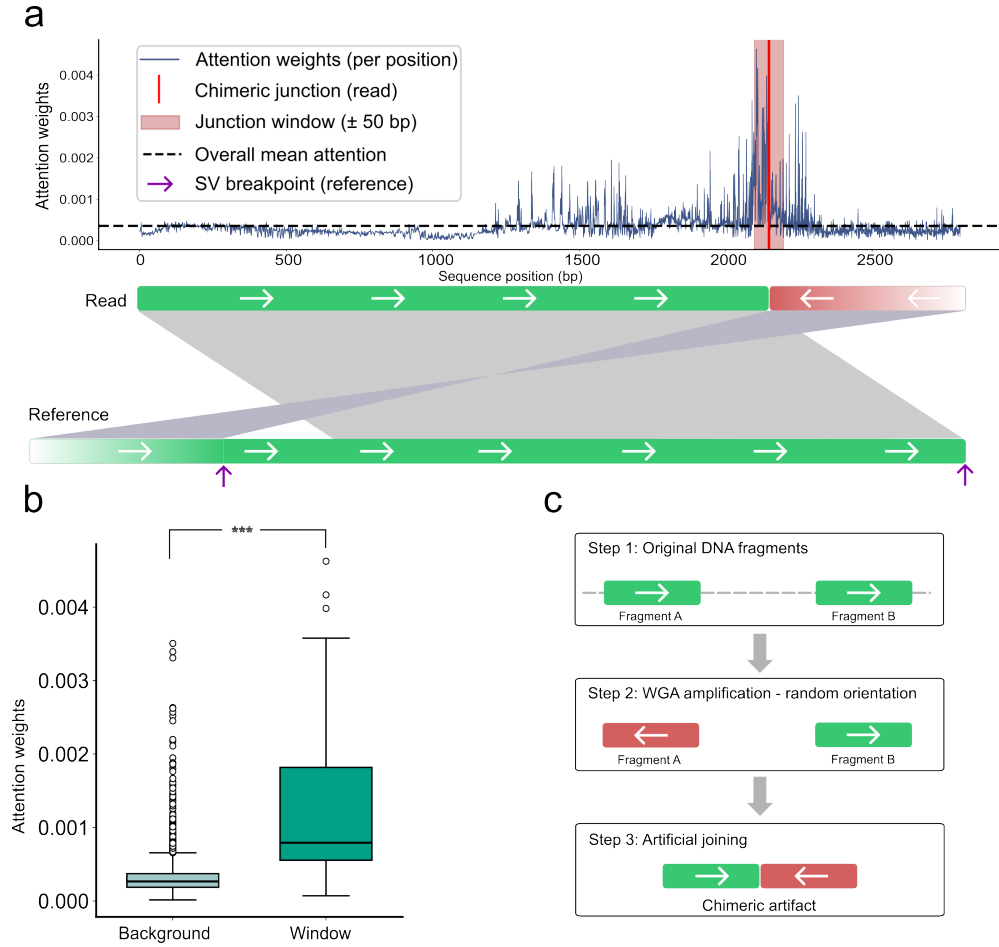 a
Attention weights (per position)
Chimeric junction (read)
Junction window (± 50 bp)
Overall mean attention
SV breakpoint (reference)
Attention weights
0.004
0.003
0.002
0.001
0.000
0 500 1000 1500 2000 2500
Sequence position (bp)
Read
Reference
b
***
Attention weights
0.004
0.003
0.002
0.001
0.000
Background Window
c
Step 1: Original DNA fragments
Fragment A Fragment B
Step 2: WGA amplification - random orientation
Fragment A Fragment B
Step 3: Artificial joining
Chimeric artifact